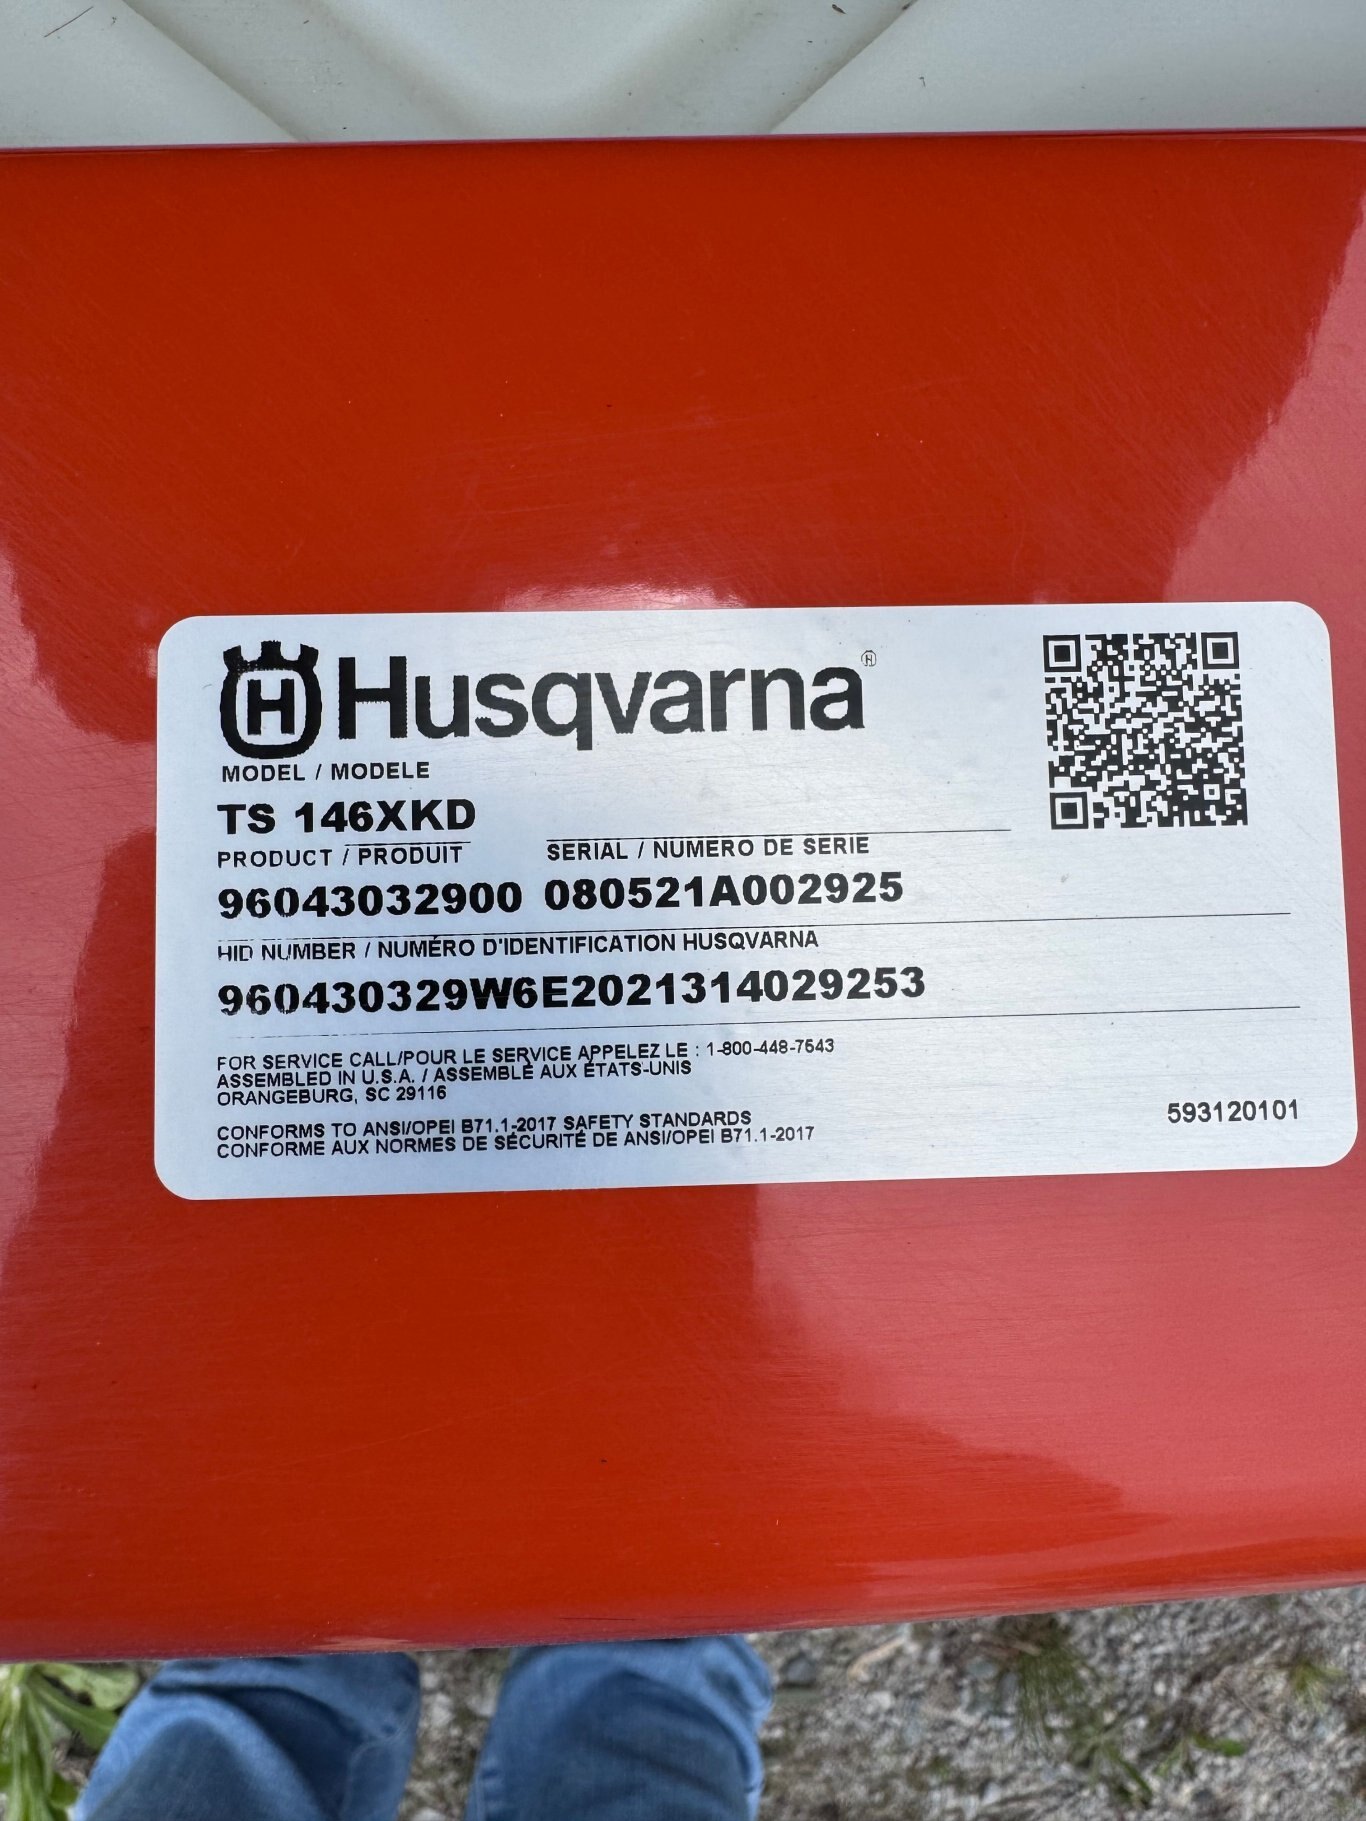 H Husqvarna®
MODEL / MODELE
TS 146XKD
PRODUCT / PRODUIT SERIAL / NUMÉRO DE SÉRIE
96043032900 080521A002925
HID NUMBER / NUMÉRO D'IDENTIFICATION HUSQVARNA
960430329W6E2021314029253
FOR SERVICE CALL/POUR LE SERVICE APPELEZ LE : 1-800-448-7543
ASSEMBLED IN U.S.A. / ASSEMBLÉ AUX ÉTATS-UNIS
ORANGEBURG, SC 29116
CONFORMS TO ANSI/OPEI B71.1-2017 SAFETY STANDARDS
CONFORME AUX NORMES DE SÉCURITÉ DE ANSI/OPEI B71.1-2017
593120101